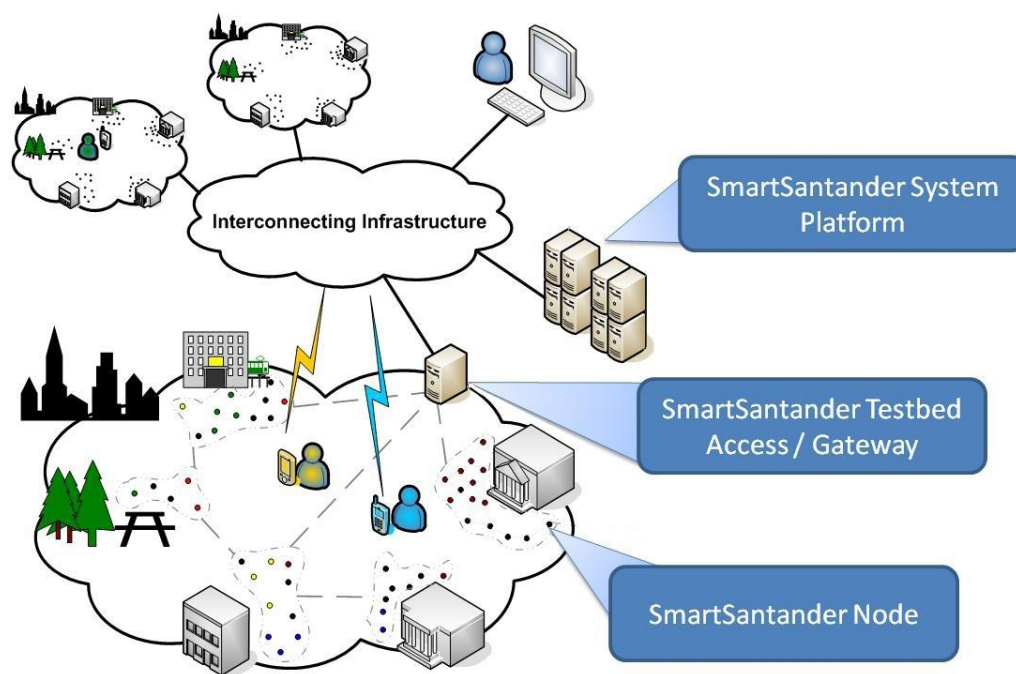 Interconnecting Infrastructure
SmartSantander System
Platform
SmartSantander Testbed
Access / Gateway
SmartSantander Node